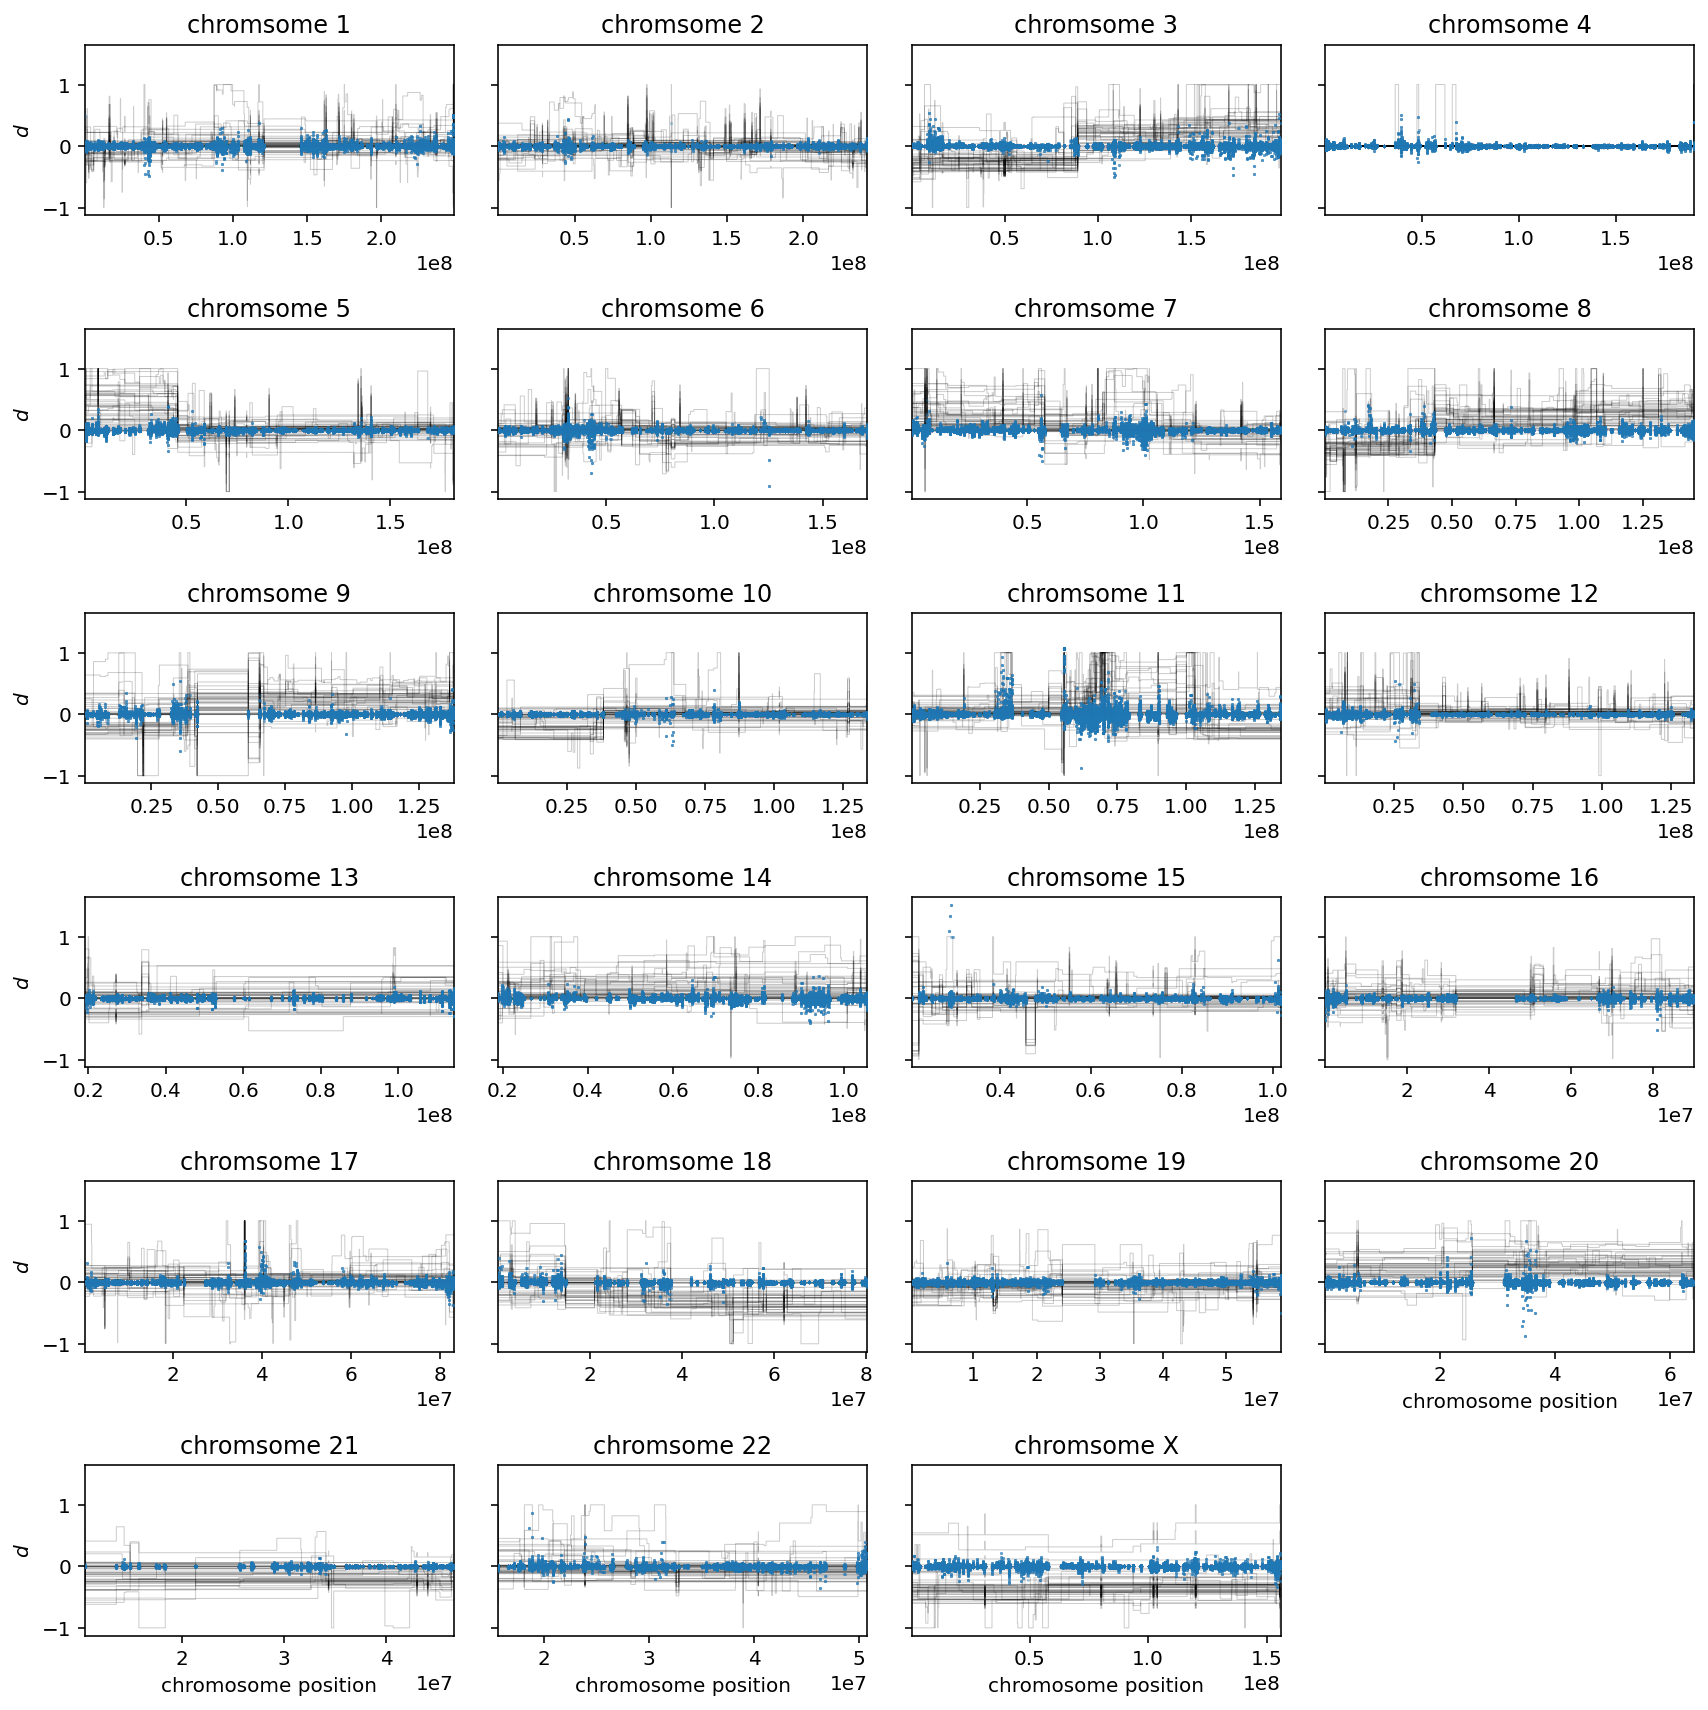 chromsome 1 chromsome 2 chromsome 3 chromsome 4
1
0
−1
d
0.5 1.0 1.5 2.0 0.5 1.0 1.5 2.0 0.5 1.0 1.5 0.5 1.0 1.5
1e8 1e8 1e8 1e8
chromsome 5 chromsome 6 chromsome 7 chromsome 8
1
0
−1
d
0.5 1.0 1.5 0.5 1.0 1.5 0.5 1.0 1.5 0.25 0.50 0.75 1.00 1.25
1e8 1e8 1e8 1e8
chromsome 9 chromsome 10 chromsome 11 chromsome 12
1
0
−1
d
0.25 0.50 0.75 1.00 1.25 0.25 0.50 0.75 1.00 1.25 0.25 0.50 0.75 1.00 1.25 0.25 0.50 0.75 1.00 1.25
1e8 1e8 1e8 1e8
chromsome 13 chromsome 14 chromsome 15 chromsome 16
1
0
−1
d
0.2 0.4 0.6 0.8 1.0 0.2 0.4 0.6 0.8 1.0 0.4 0.6 0.8 1.0 2 4 6 8
1e8 1e8 1e8 1e7
chromsome 17 chromsome 18 chromsome 19 chromsome 20
1
0
−1
d
2 4 6 8 2 4 6 8 1 2 3 4 5 2 4 6
1e7 1e7 1e7 chromosome position 1e7
chromsome 21 chromsome 22 chromsome X
1
0
−1
d
2 3 4 2 3 4 5 0.5 1.0 1.5
chromosome position 1e7 chromosome position 1e7 chromosome position 1e8